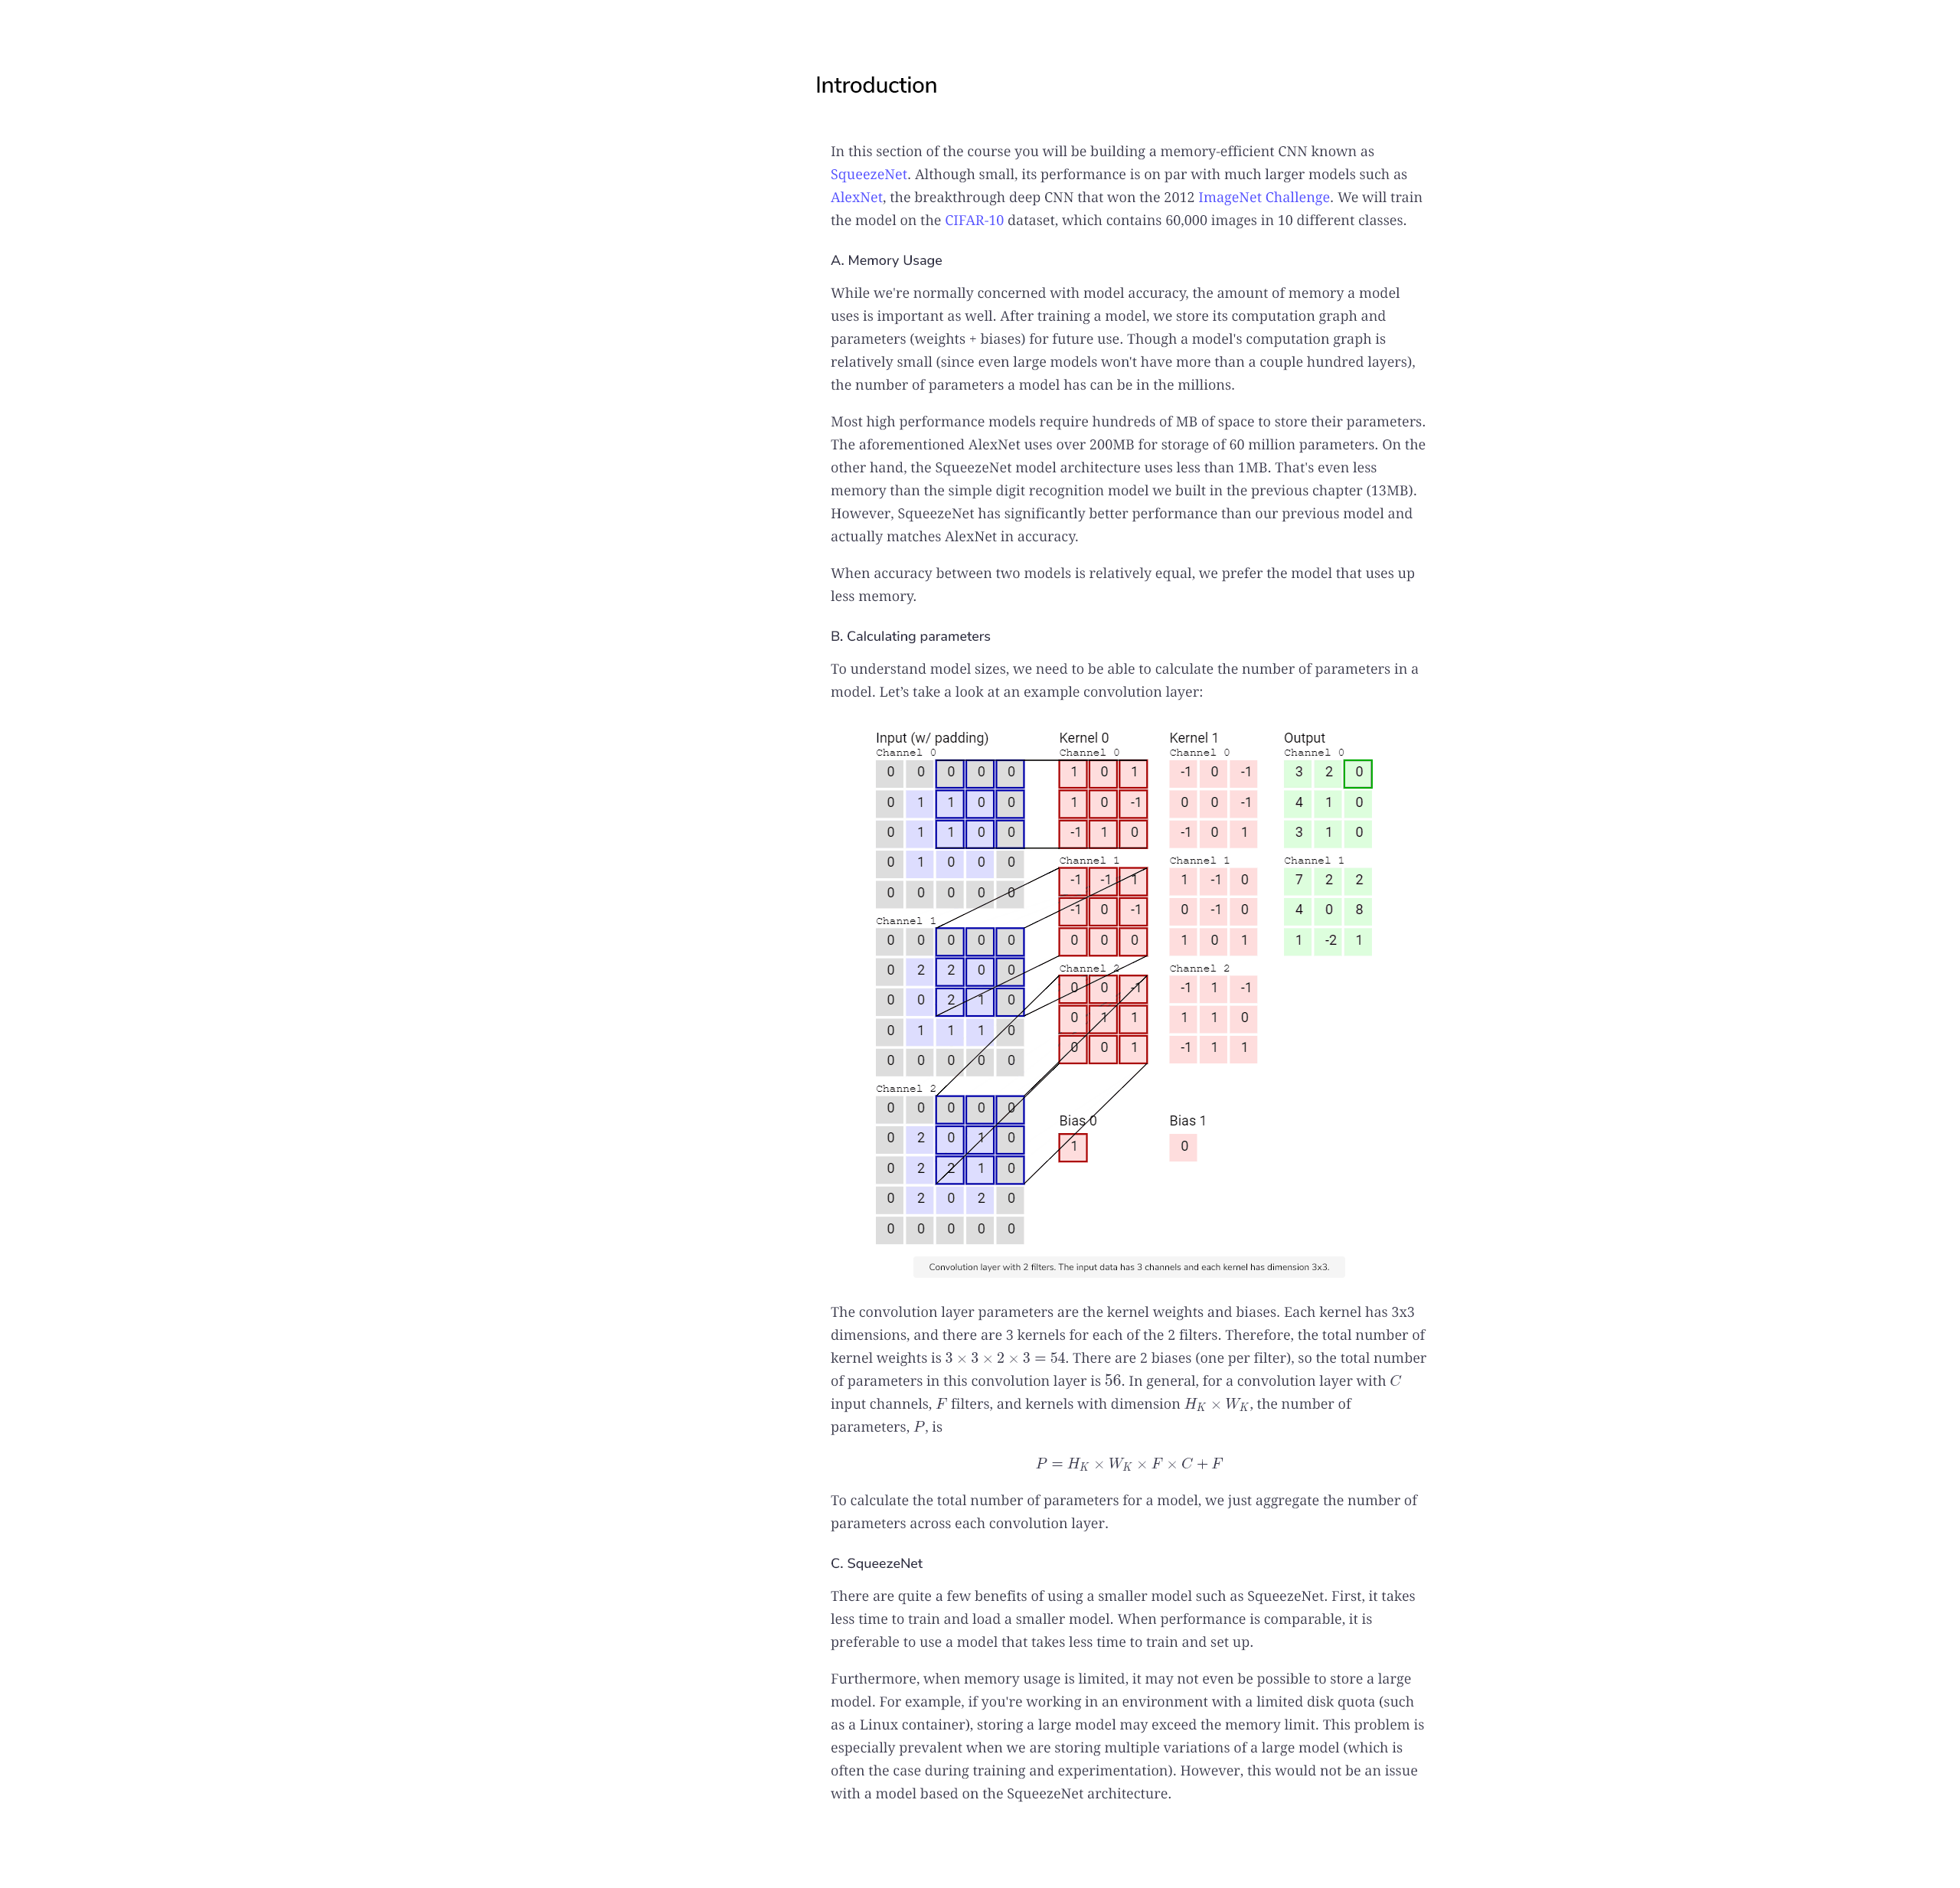 Introduction
In this section of the course you will be building a memory-efficient CNN known as
SqueezeNet. Although small, its performance is on par with much larger models such as
AlexNet, the breakthrough deep CNN that won the 2012 ImageNet Challenge. We will train
the model on the CIFAR-10 dataset, which contains 60,000 images in 10 different classes.
A. Memory Usage
While we're normally concerned with model accuracy, the amount of memory a model
uses is important as well. After training a model, we store its computation graph and
parameters (weights + biases) for future use. Though a model's computation graph is
relatively small (since even large models won't have more than a couple hundred layers),
the number of parameters a model has can be in the millions.
Most high performance models require hundreds of MB of space to store their parameters.
The aforementioned AlexNet uses over 200MB for storage of 60 million parameters. On the
other hand, the SqueezeNet model architecture uses less than 1MB. That's even less
memory than the simple digit recognition model we built in the previous chapter (13MB).
However, SqueezeNet has significantly better performance than our previous model and
actually matches AlexNet in accuracy.
When accuracy between two models is relatively equal, we prefer the model that uses up
less memory.
B. Calculating parameters
To understand model sizes, we need to be able to calculate the number of parameters in a
model. Let’s take a look at an example convolution layer:
Input (w/ padding) Kernel 0 Kernel 1 Output
Channel 0 Channel 0 Channel 0 Channel 0
0 0 0 0 0 1 0 1 -1 0 -1 3 2 0
0 1 1 0 0 1 0 -1 0 0 -1 4 1 0
0 1 1 0 0 -1 1 0 -1 0 1 3 1 0
Channel 1 Channel 1 Channel 1
0 1 0 0 0 -1 -1 1 1 -1 0 7 2 2
0 0 0 0 0 -1 0 -1 0 -1 0 4 0 8
Channel 1
0 0 0 0 0 0 0 0 1 0 1 1 -2 1
0 2 2 0 0 Channel 2 Channel 2
0 0 2 1 0 0 0 -1 -1 1 -1
0 1 1 1 0 0 1 1 1 1 0
0 0 0 0 0 0 0 1 -1 1 1
Channel 2
0 0 0 0 0 Bias 0 Bias 1
0 2 0 1 0 1 0
0 2 2 1 0
0 2 0 2 0
0 0 0 0 0
Convolution layer with 2 filters. The input data has 3 channels and each kernel has dimension 3x3.
The convolution layer parameters are the kernel weights and biases. Each kernel has 3x3
dimensions, and there are 3 kernels for each of the 2 filters. Therefore, the total number of
kernel weights is 3 × 3 × 2 × 3 = 54. There are 2 biases (one per filter), so the total number
of parameters in this convolution layer is 56. In general, for a convolution layer with C
input channels, F filters, and kernels with dimension H_K × W_K, the number of
parameters, P, is
P = H_K × W_K × F × C + F
To calculate the total number of parameters for a model, we just aggregate the number of
parameters across each convolution layer.
C. SqueezeNet
There are quite a few benefits of using a smaller model such as SqueezeNet. First, it takes
less time to train and load a smaller model. When performance is comparable, it is
preferable to use a model that takes less time to train and set up.
Furthermore, when memory usage is limited, it may not even be possible to store a large
model. For example, if you're working in an environment with a limited disk quota (such
as a Linux container), storing a large model may exceed the memory limit. This problem is
especially prevalent when we are storing multiple variations of a large model (which is
often the case during training and experimentation). However, this would not be an issue
with a model based on the SqueezeNet architecture.